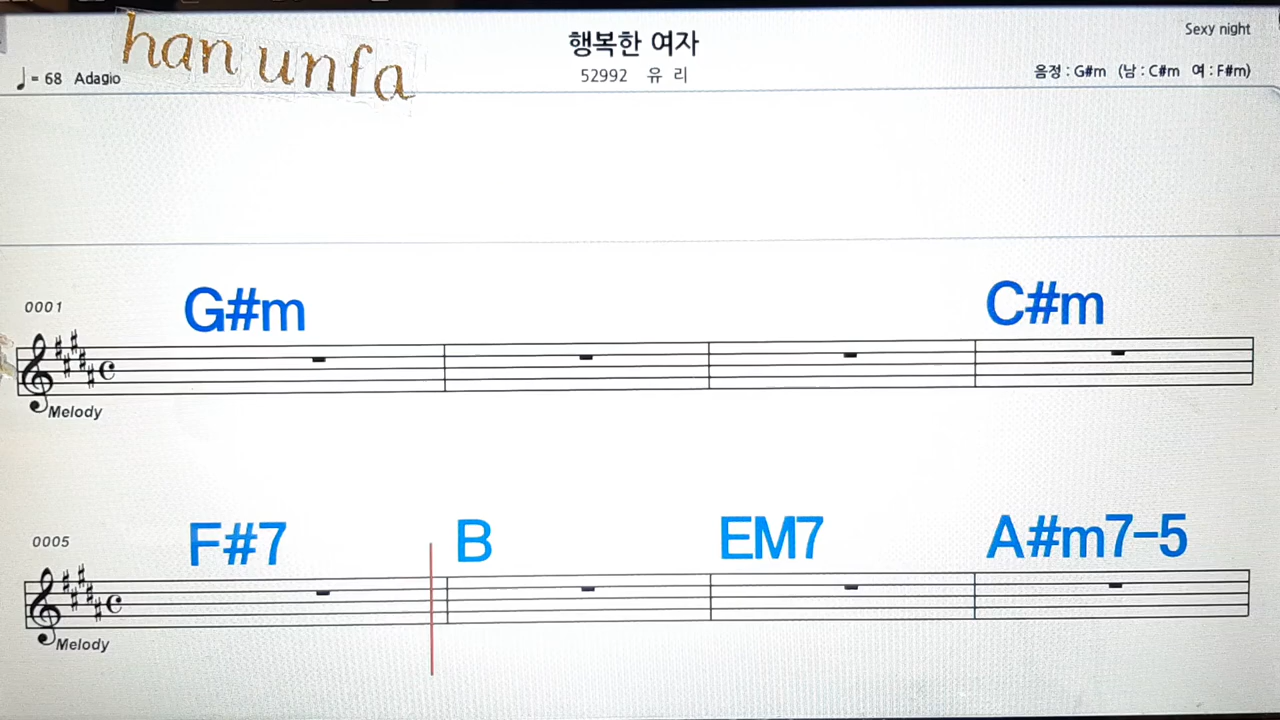 han unfa
행복한 여자
Sexy night
♩= 68 Adagio
52992 유 리
음정 : G#m (남 : C#m 여 : F#m)
0001
G#m
C#m
Melody
0005
F#7
B
EM7
A#m7-5
Melody